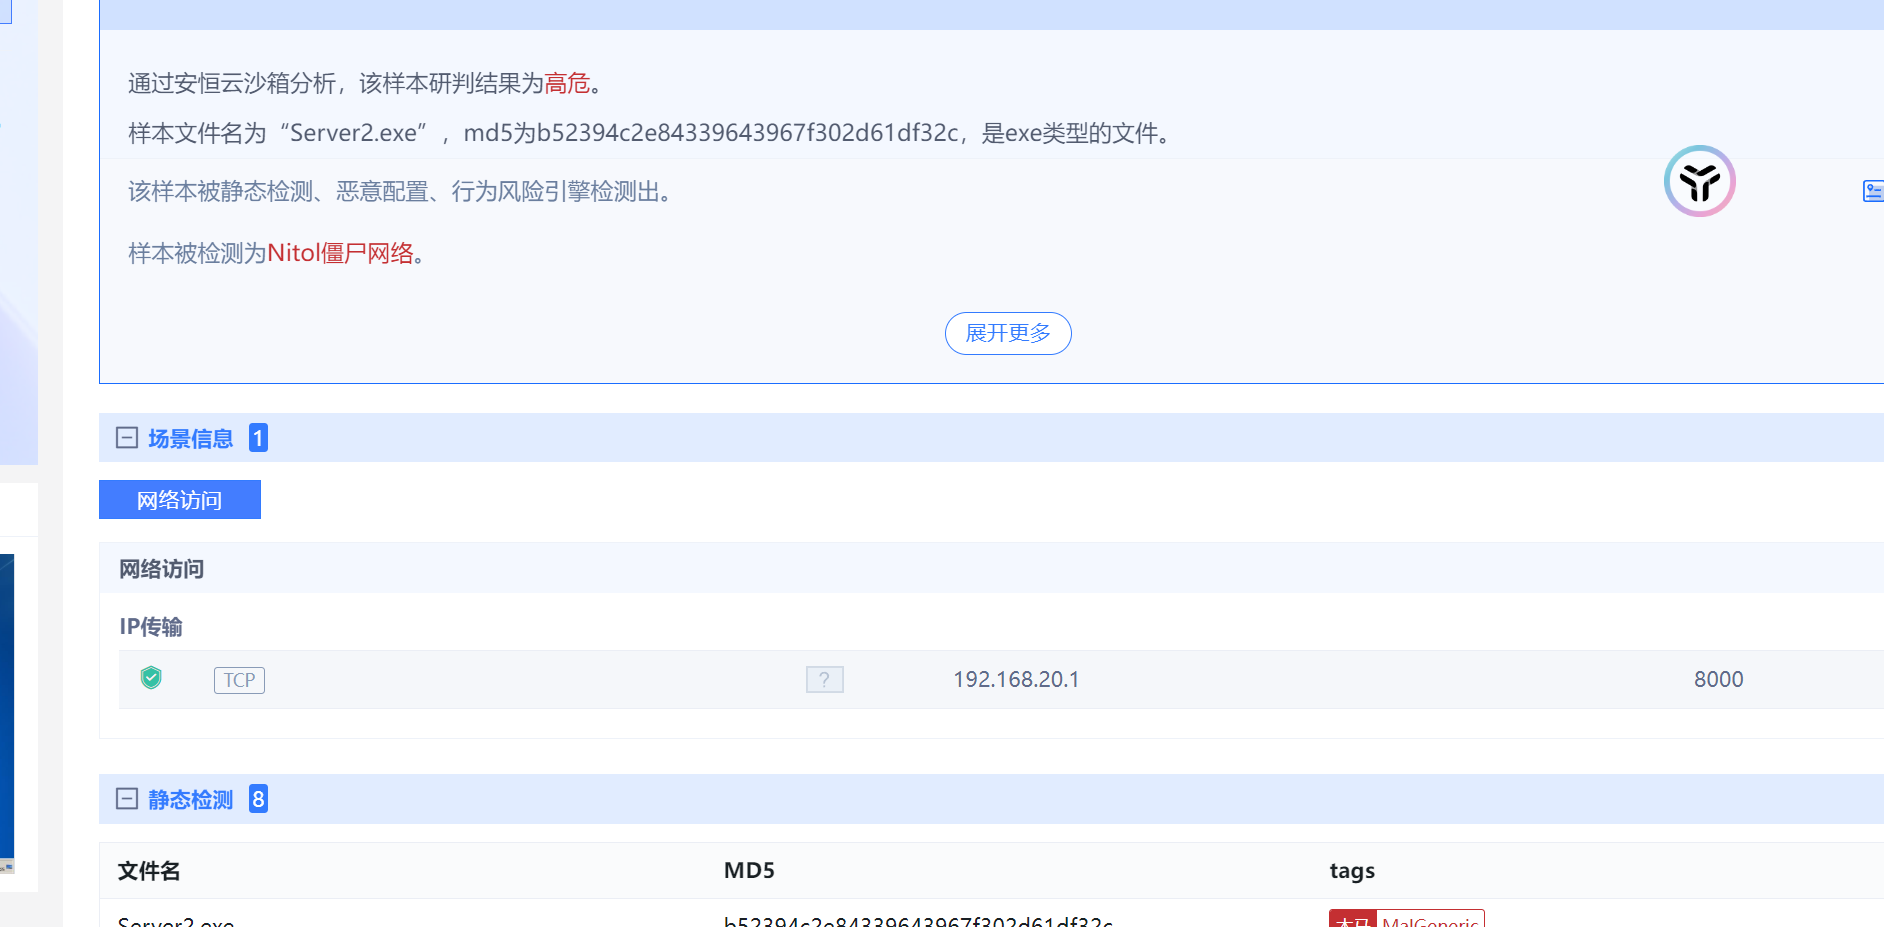 通过安恒云沙箱分析，该样本研判结果为高危。
样本文件名为“Server2.exe”，md5为b52394c2e84339643967f302d61df32c，是exe类型的文件。
该样本被静态检测、恶意配置、行为风险引擎检测出。
样本被检测为Nitol僵尸网络。
展开更多
场景信息 1
网络访问
网络访问
IP传输
TCP ? 192.168.20.1 8000
静态检测 8
文件名 MD5 tags
Server2.exe b52394c2e84339643967f302d61df32c 木马 MalGeneric